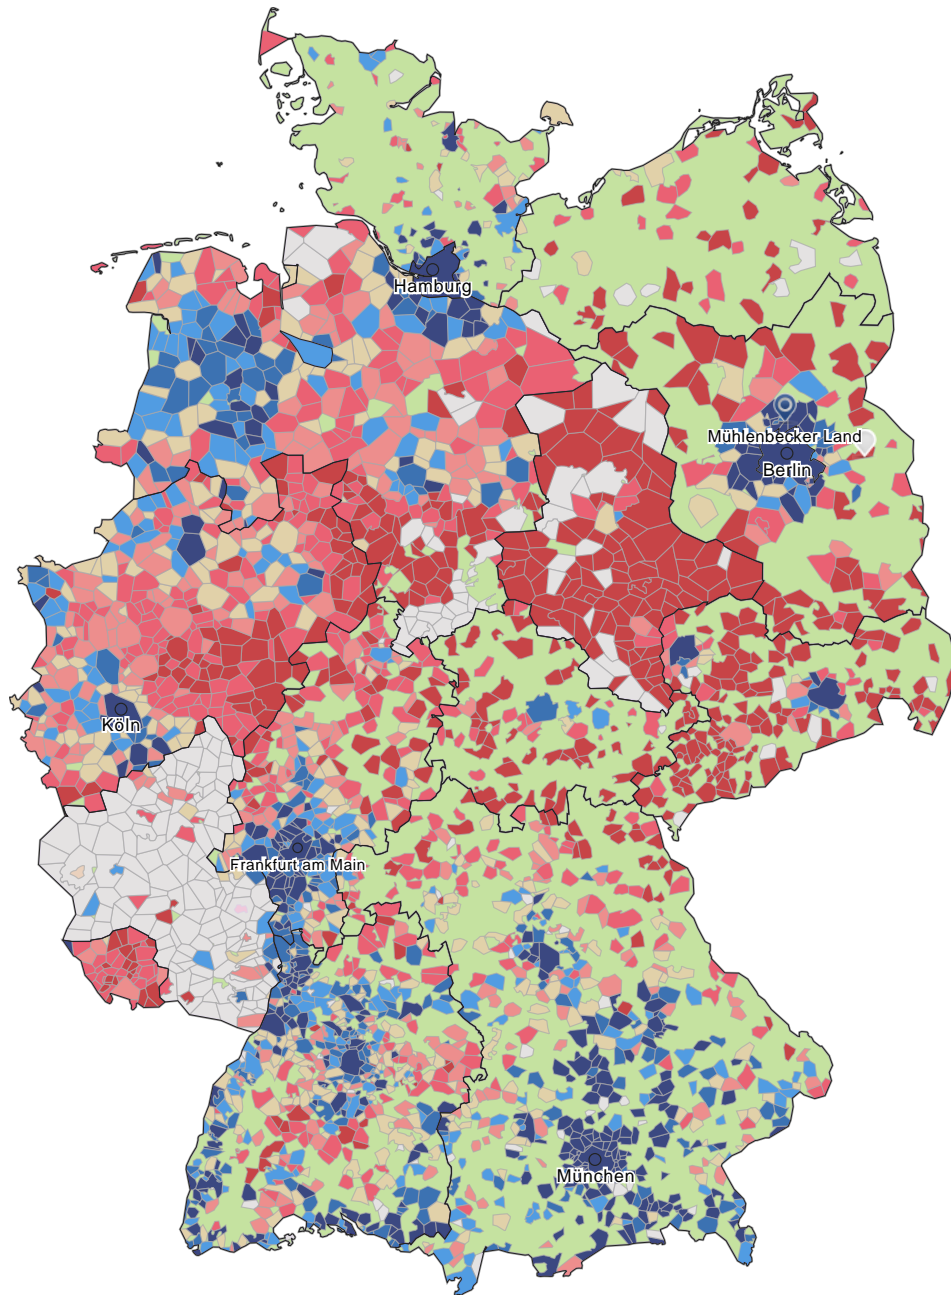 Hamburg
Mühlenbecker Land
Berlin
Köln
Frankfurt am Main
München